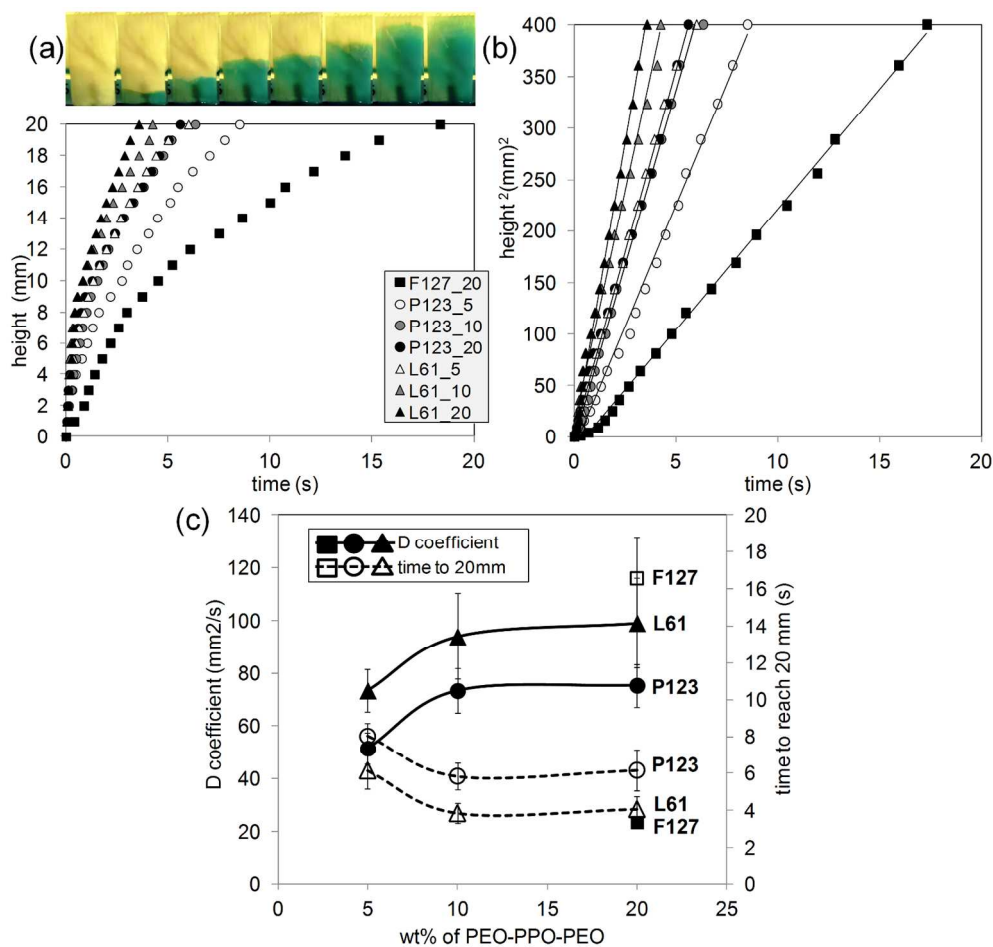 (a)
20
18
16
14
12
10
8
6
4
2
0
height (mm)
0 5 10 15 20
time (s)
F127_20
P123_5
P123_10
P123_20
L61_5
L61_10
L61_20
(b)
400
350
300
250
200
150
100
50
0
height ²(mm)²
0 5 10 15 20
time (s)
(c)
140
120
100
80
60
40
20
0
D coefficient (mm2/s)
D coefficient
time to 20mm
F127
L61
P123
P123
L61
F127
20
18
16
14
12
10
8
6
4
2
0
time to reach 20 mm (s)
0 5 10 15 20 25
wt% of PEO-PPO-PEO